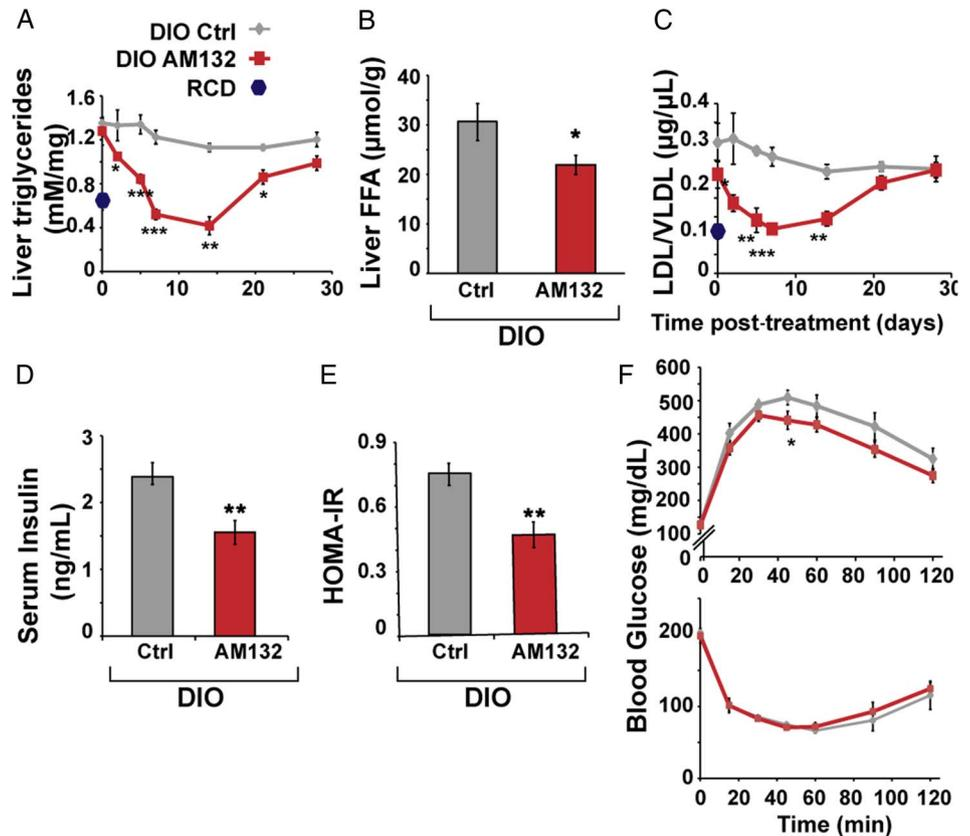 A
DIO Ctrl
DIO AM132
RCD
Liver triglycerides
(mM/mg)
1.6
1.2
0.8
0.4
0
*
***
***
**
*
0 10 20 30
B
Liver FFA (µmol/g)
40
30
20
10
0
*
Ctrl AM132
DIO
C
LDL/VLDL (µg/µL)
0.4
0.3
0.2
0.1
0
*
**
***
**
0 10 20 30
Time post-treatment (days)
D
Serum Insulin
(ng/mL)
3
2
1
0
**
Ctrl AM132
DIO
E
HOMA-IR
0.9
0.6
0.3
0
**
Ctrl AM132
DIO
F
Blood Glucose (mg/dL)
600
500
400
300
200
100
0
*
0 20 40 60 80 100 120
200
100
0
0 20 40 60 80 100 120
Time (min)